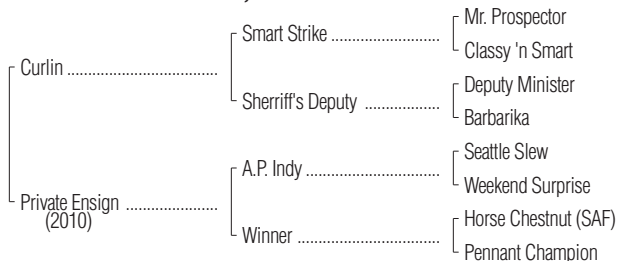 Mr. Prospector
Smart Strike ....................
Classy 'n Smart
Curlin ..................................
Deputy Minister
Sherriff's Deputy ..................
Barbarika
Seattle Slew
A.P. Indy ..............................
Weekend Surprise
Private Ensign .....................
(2010)
Horse Chestnut (SAF)
Winner ................................
Pennant Champion